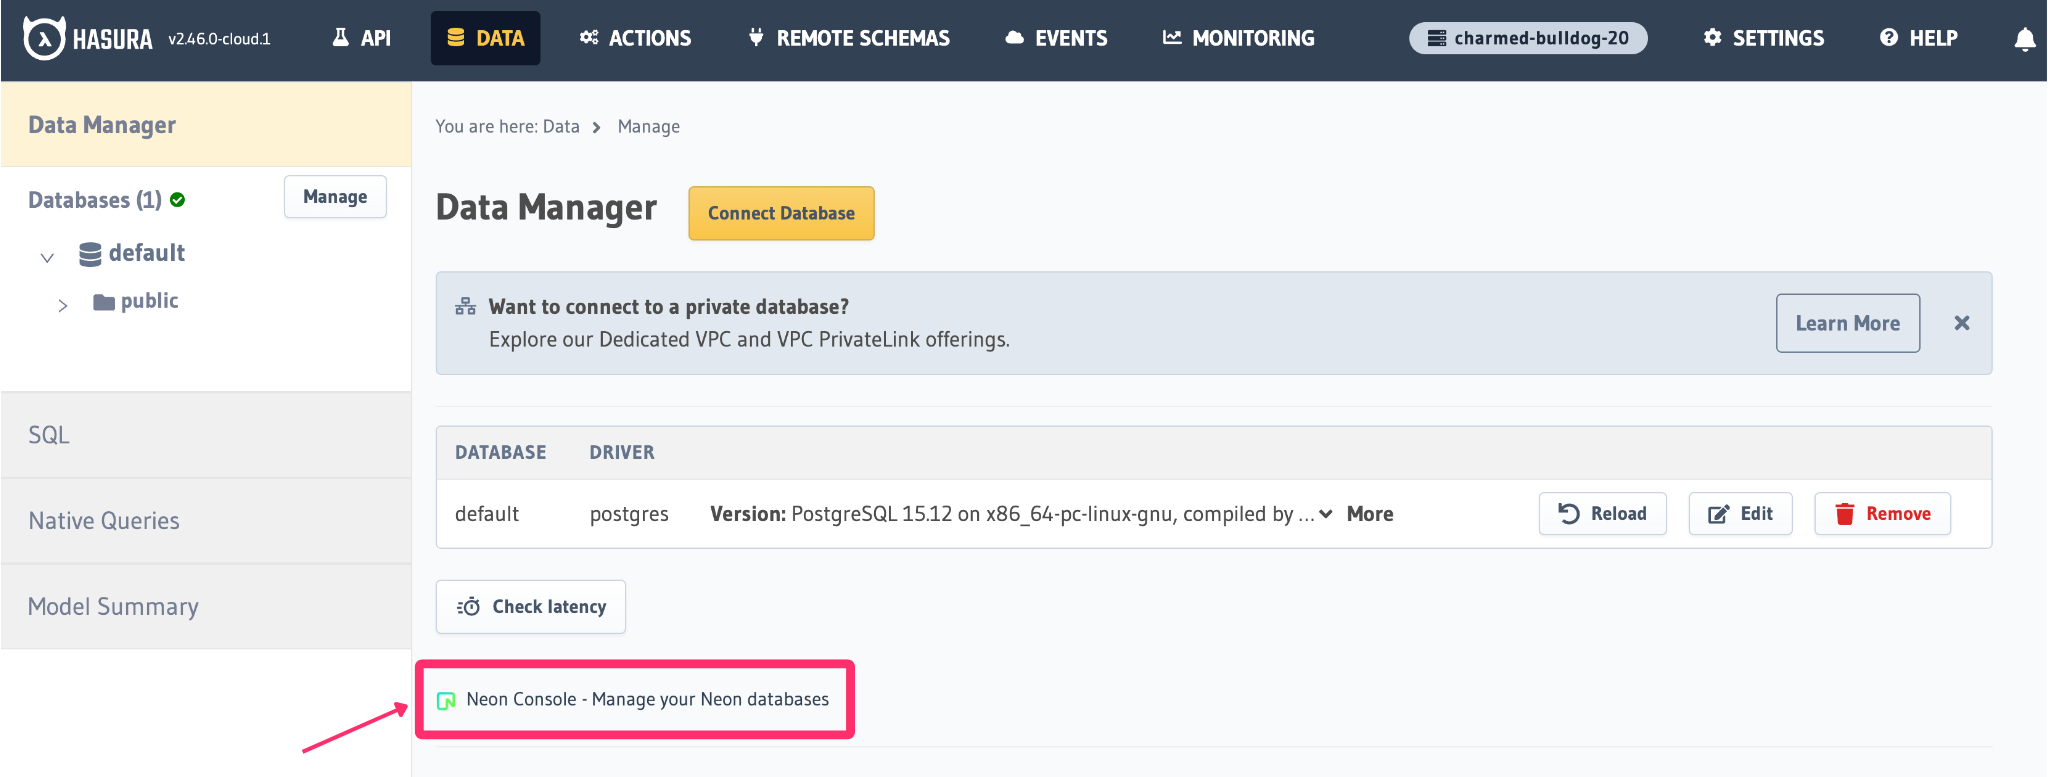 HASURA v2.46.0-cloud.1 API DATA ACTIONS REMOTE SCHEMAS EVENTS MONITORING charmed-bulldog-20 SETTINGS HELP
Data Manager
Databases (1) Manage
default
public
SQL
Native Queries
Model Summary
You are here: Data > Manage
Data Manager Connect Database
Want to connect to a private database?
Explore our Dedicated VPC and VPC PrivateLink offerings.
Learn More
DATABASE DRIVER
default postgres Version: PostgreSQL 15.12 on x86_64-pc-linux-gnu, compiled by ... More Reload Edit Remove
Check latency
Neon Console - Manage your Neon databases